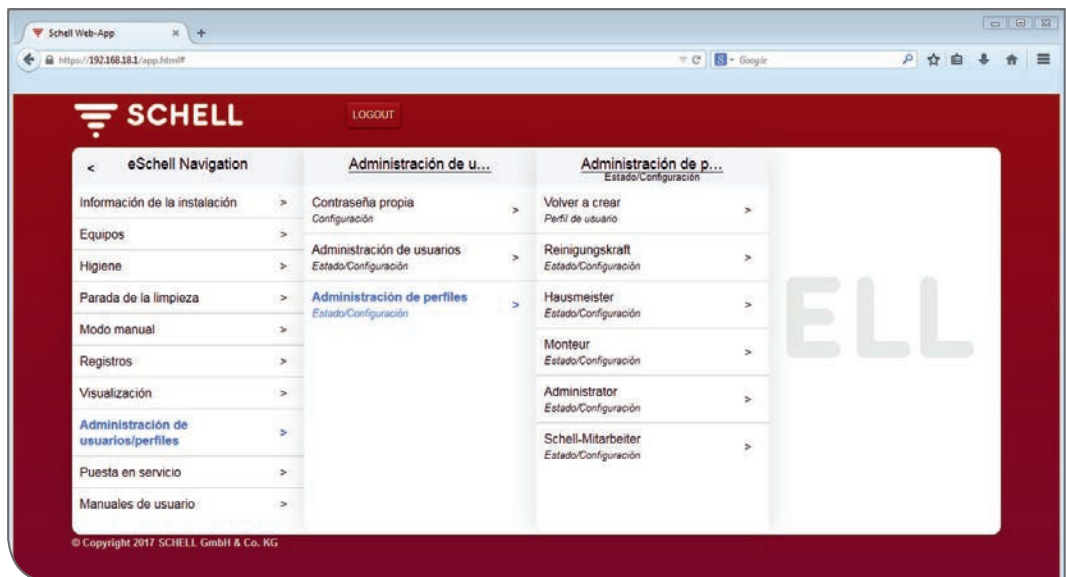 Schell Web-App
https://192.168.18.1/app.html#
Google
SCHELL
LOGOUT
< eSchell Navigation
Información de la instalación >
Equipos >
Higiene >
Parada de la limpieza >
Modo manual >
Registros >
Visualización >
Administración de
usuarios/perfiles >
Puesta en servicio >
Manuales de usuario >
Administración de u...
Contraseña propia >
Configuración
Administración de usuarios >
Estado/Configuración
Administración de perfiles >
Estado/Configuración
Administración de p...
Estado/Configuración
Volver a crear >
Perfil de usuario
Reinigungskraft >
Estado/Configuración
Hausmeister >
Estado/Configuración
Monteur >
Estado/Configuración
Administrator >
Estado/Configuración
Schell-Mitarbeiter >
Estado/Configuración
ELL
© Copyright 2017 SCHELL GmbH & Co. KG